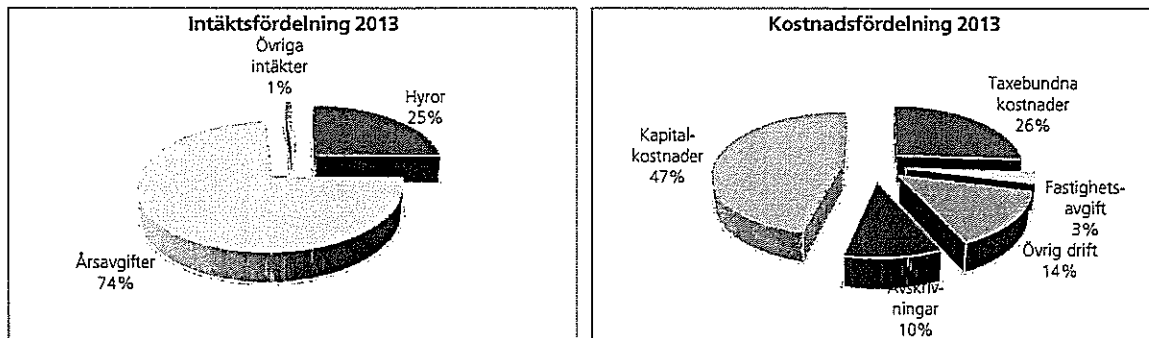 Intäktsfördelning 2013
Övriga
intäkter
1%
Hyror
25%
Årsavgifter
74%
Kostnadsfördelning 2013
Taxebundna
kostnader
26%
Kapital-
kostnader
47%
Fastighets-
avgift
3%
Övrig drift
14%
Avskriv-
ningar
10%